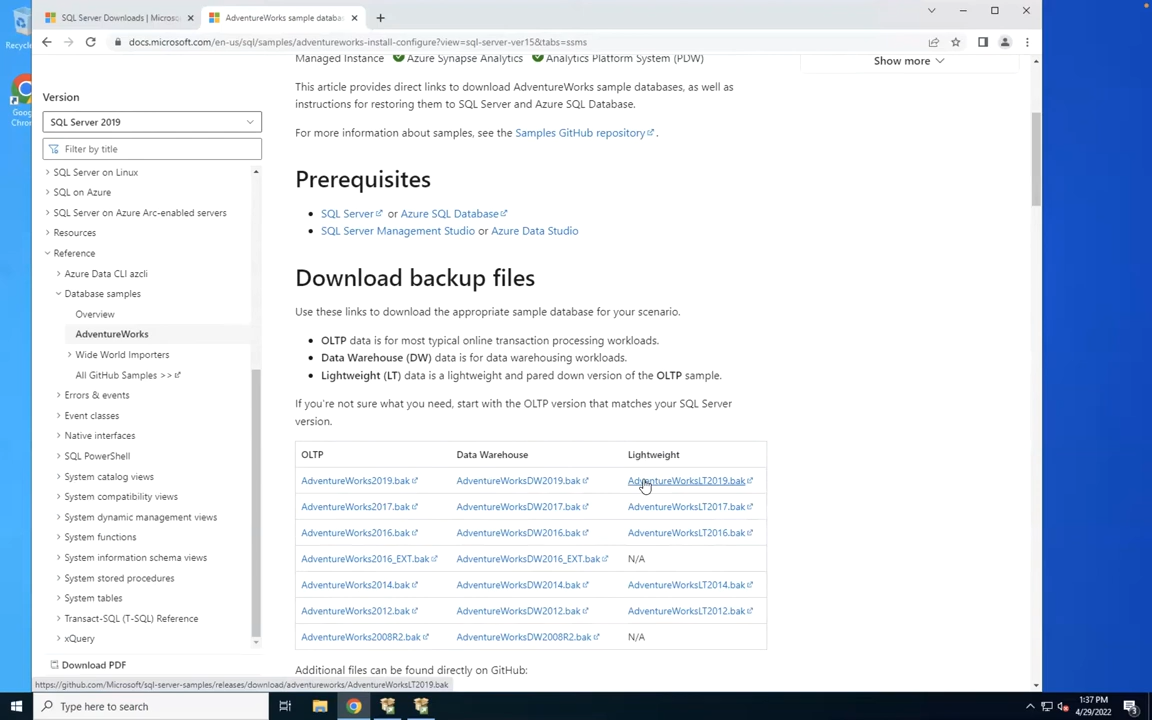 SQL Server Downloads | Microsoft
AdventureWorks sample databas
docs.microsoft.com/en-us/sql/samples/adventureworks-install-configure?view=sql-server-ver15&tabs=ssms
Recycle
Google
Chrom
Version
SQL Server 2019
Filter by title
SQL Server on Linux
SQL on Azure
SQL Server on Azure Arc-enabled servers
Resources
Reference
Azure Data CLI azcli
Database samples
Overview
AdventureWorks
Wide World Importers
All GitHub Samples >>
Errors & events
Event classes
Native interfaces
SQL PowerShell
System catalog views
System compatibility views
System dynamic management views
System functions
System information schema views
System stored procedures
System tables
Transact-SQL (T-SQL) Reference
xQuery
Download PDF
Managed Instance Azure Synapse Analytics Analytics Platform System (PDW)
Show more
This article provides direct links to download AdventureWorks sample databases, as well as
instructions for restoring them to SQL Server and Azure SQL Database.
For more information about samples, see the Samples GitHub repository .
Prerequisites
• SQL Server or Azure SQL Database
• SQL Server Management Studio or Azure Data Studio
Download backup files
Use these links to download the appropriate sample database for your scenario.
• OLTP data is for most typical online transaction processing workloads.
• Data Warehouse (DW) data is for data warehousing workloads.
• Lightweight (LT) data is a lightweight and pared down version of the OLTP sample.
If you're not sure what you need, start with the OLTP version that matches your SQL Server
version.
OLTP Data Warehouse Lightweight
AdventureWorks2019.bak AdventureWorksDW2019.bak AdventureWorksLT2019.bak
AdventureWorks2017.bak AdventureWorksDW2017.bak AdventureWorksLT2017.bak
AdventureWorks2016.bak AdventureWorksDW2016.bak AdventureWorksLT2016.bak
AdventureWorks2016_EXT.bak AdventureWorksDW2016_EXT.bak N/A
AdventureWorks2014.bak AdventureWorksDW2014.bak AdventureWorksLT2014.bak
AdventureWorks2012.bak AdventureWorksDW2012.bak AdventureWorksLT2012.bak
AdventureWorks2008R2.bak AdventureWorksDW2008R2.bak N/A
Additional files can be found directly on GitHub:
https://github.com/Microsoft/sql-server-samples/releases/download/adventureworks/AdventureWorksLT2019.bak
Type here to search
1:37 PM
4/29/2022
3